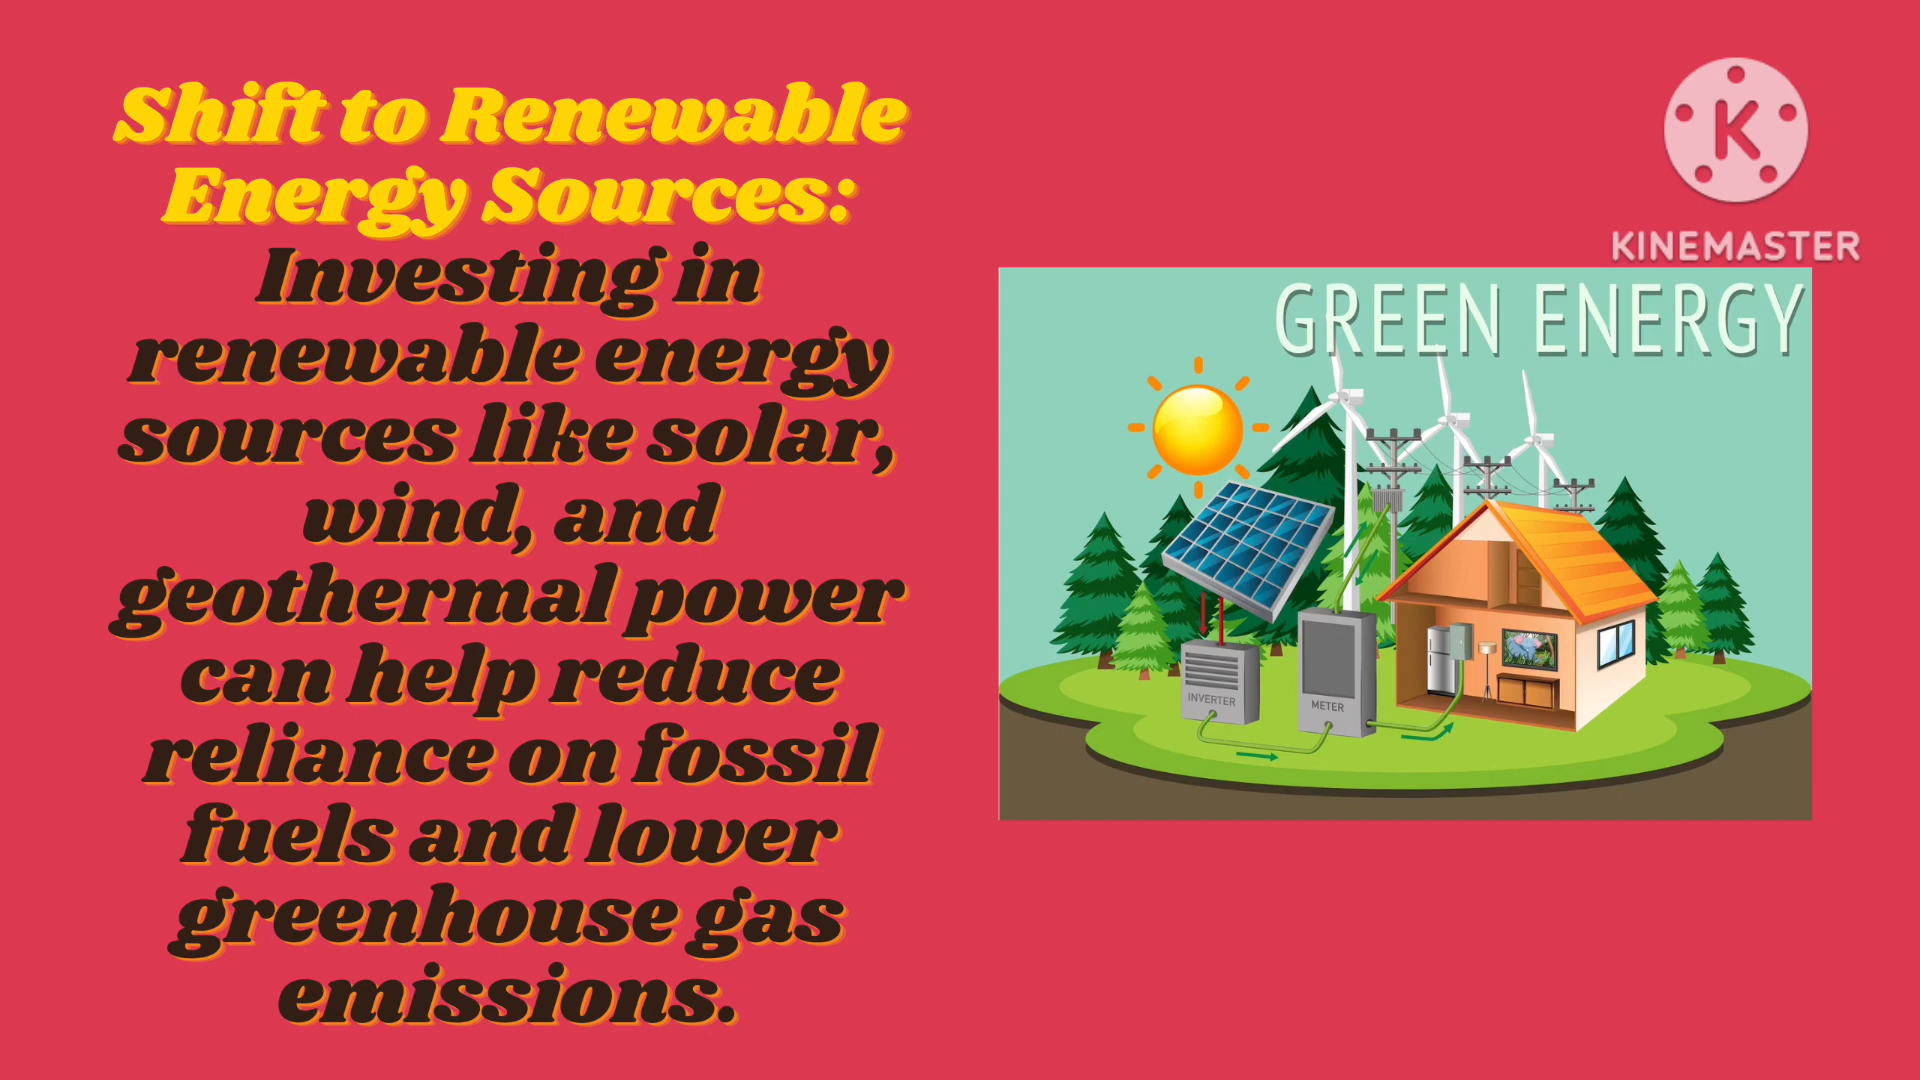 Shift to Renewable
Energy Sources:
Investing in
renewable energy
sources like solar,
wind, and
geothermal power
can help reduce
reliance on fossil
fuels and lower
greenhouse gas
emissions.
K
KINEMASTER
GREEN ENERGY
INVERTER
METER